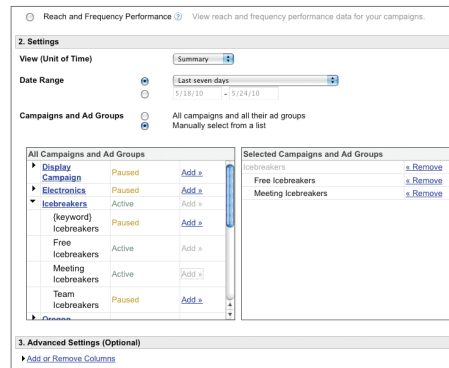 Reach and Frequency Performance ? View reach and frequency performance data for your campaigns.
2. Settings
View (Unit of Time) Summary
Date Range Last seven days
5/18/10 - 5/24/10
Campaigns and Ad Groups All campaigns and all their ad groups
Manually select from a list
All Campaigns and Ad Groups
Display Campaign Paused Add »
Electronics Paused Add »
Icebreakers Active Add »
{keyword} Icebreakers Paused Add »
Free Icebreakers Active Add »
Meeting Icebreakers Active Add »
Team Icebreakers Paused Add »
Oregon
Selected Campaigns and Ad Groups
Icebreakers « Remove
Free Icebreakers « Remove
Meeting Icebreakers « Remove
3. Advanced Settings (Optional)
Add or Remove Columns